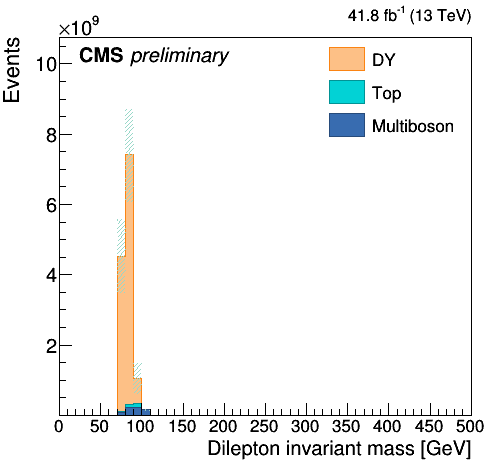 41.8 fb⁻¹ (13 TeV)
×10⁹
CMS preliminary
Events
DY
Top
Multiboson
10
8
6
4
2
0 50 100 150 200 250 300 350 400 450 500
Dilepton invariant mass [GeV]